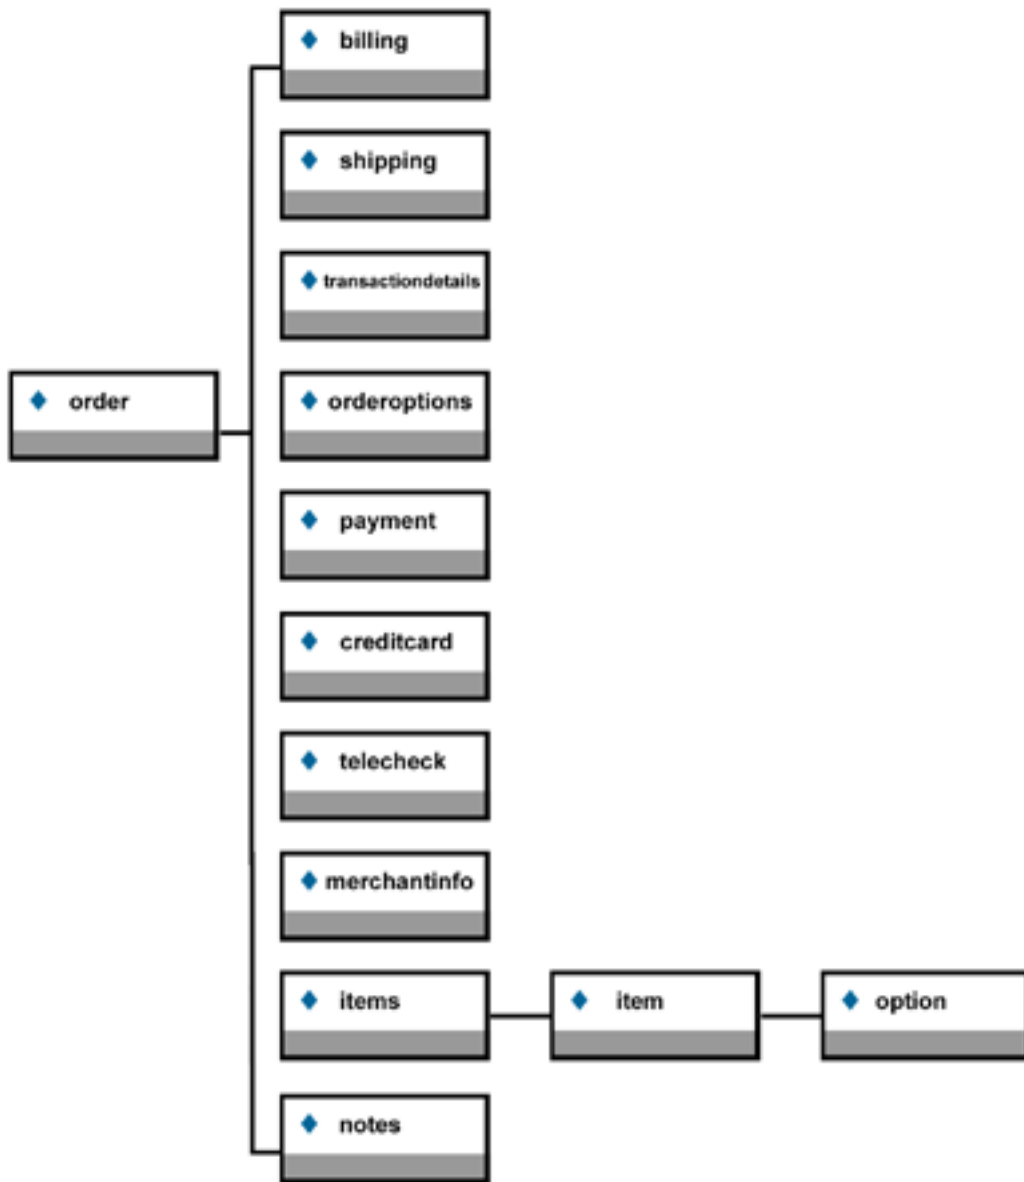 billing
shipping
transactiondetails
order
orderoptions
payment
creditcard
telecheck
merchantinfo
items
item
option
notes